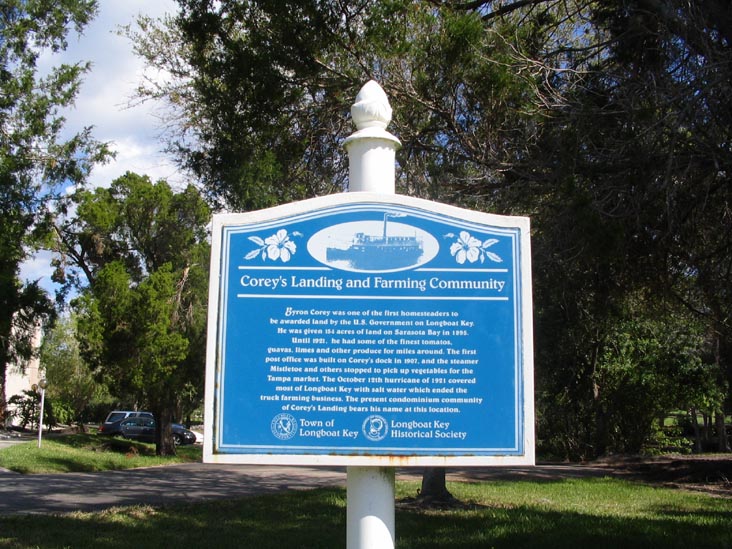 Corey's Landing and Farming Community
Byron Corey was one of the first homesteaders to
be awarded land by the U.S. Government on Longboat Key.
He was given 154 acres of land on Sarasota Bay in 1895.
Until 1921, he had some of the finest tomatos,
guavas, limes and other produce for miles around. The first
post office was built on Corey's dock in 1907, and the steamer
Mistletoe and others stopped to pick up vegetables for the
Tampa market. The October 12th hurricane of 1921 covered
most of Longboat Key with salt water which ended the
truck farming business. The present condominium community
of Corey's Landing bears his name at this location.
Town of
Longboat Key
Longboat Key
Historical Society